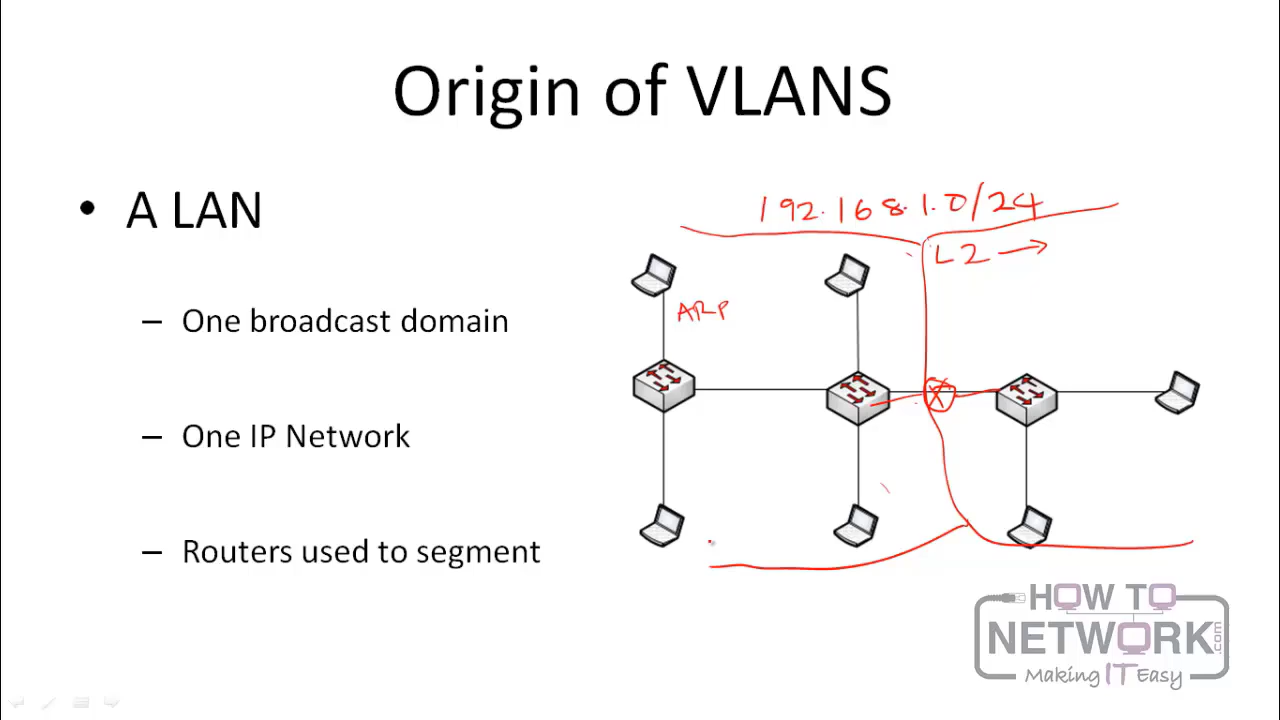 Origin of VLANS
• A LAN
– One broadcast domain
– One IP Network
– Routers used to segment
192.168.1.0/24
L2 →
ARP
HOW TO
NETWORK.com
Making IT Easy